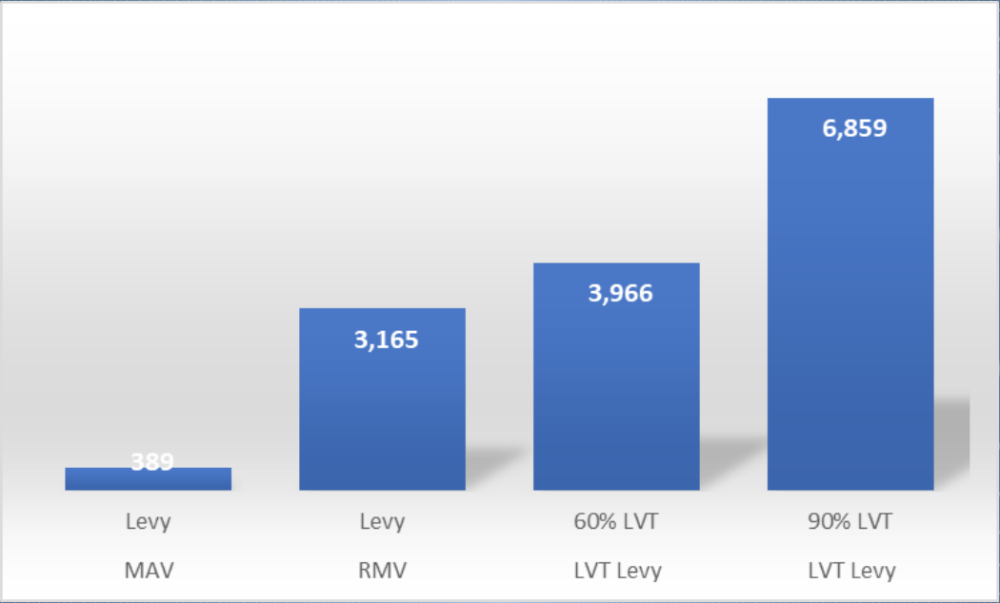 6,859
3,966
3,165
389
Levy Levy 60% LVT 90% LVT
MAV RMV LVT Levy LVT Levy